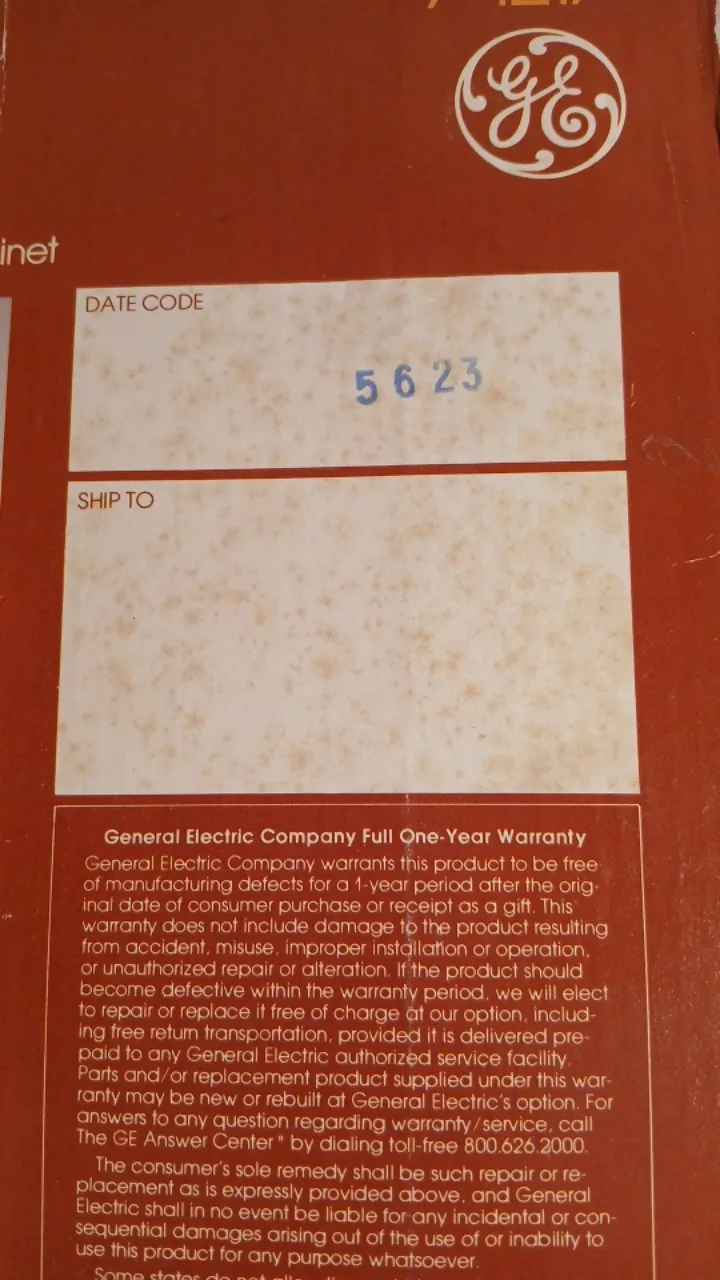 GE
inet
DATE CODE
5623
SHIP TO
General Electric Company Full One-Year Warranty
General Electric Company warrants this product to be free
of manufacturing defects for a 1-year period after the orig-
inal date of consumer purchase or receipt as a gift. This
warranty does not include damage to the product resulting
from accident, misuse, improper installation or operation,
or unauthorized repair or alteration. If the product should
become defective within the warranty period, we will elect
to repair or replace it free of charge at our option, includ-
ing free return transportation, provided it is delivered pre-
paid to any General Electric authorized service facility.
Parts and/or replacement product supplied under this war-
ranty may be new or rebuilt at General Electric's option. For
answers to any question regarding warranty/service, call
The GE Answer Center™ by dialing toll-free 800.626.2000.
The consumer's sole remedy shall be such repair or re-
placement as is expressly provided above, and General
Electric shall in no event be liable for any incidental or con-
sequential damages arising out of the use of or inability to
use this product for any purpose whatsoever.
Some states do not